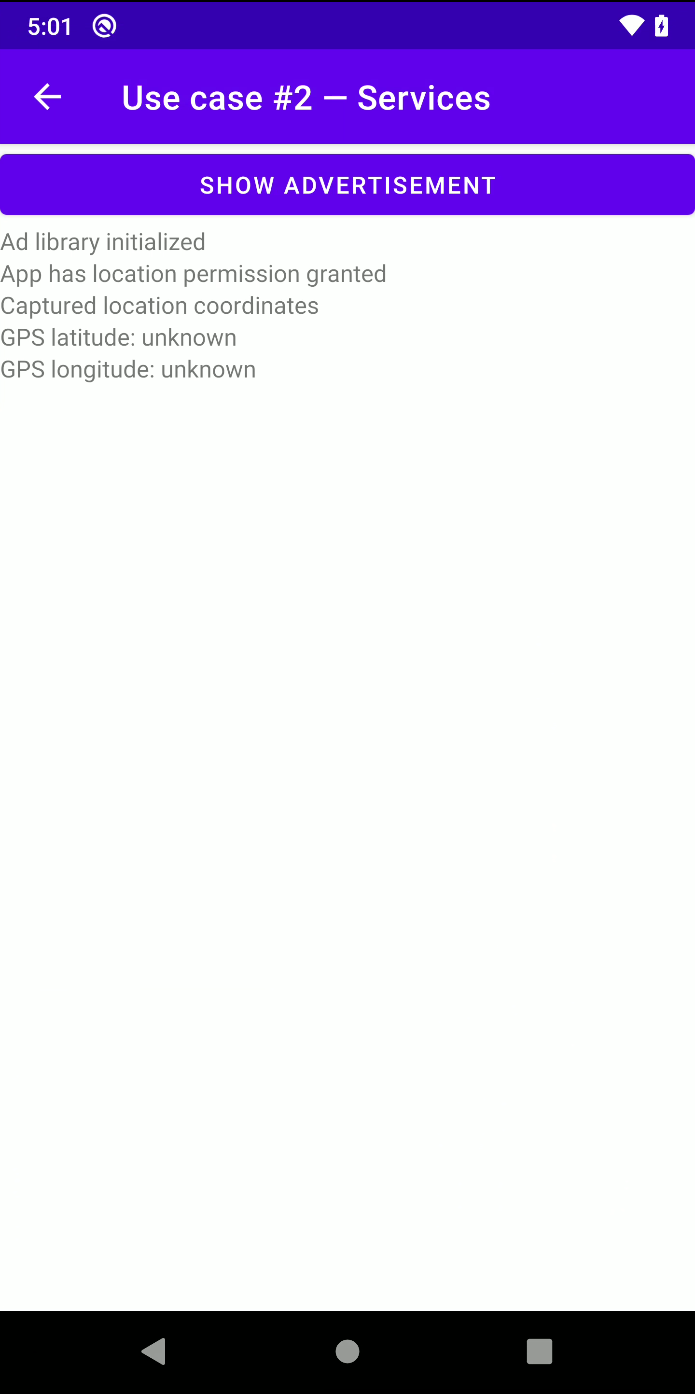 5:01
Use case #2 — Services
SHOW ADVERTISEMENT
Ad library initialized
App has location permission granted
Captured location coordinates
GPS latitude: unknown
GPS longitude: unknown